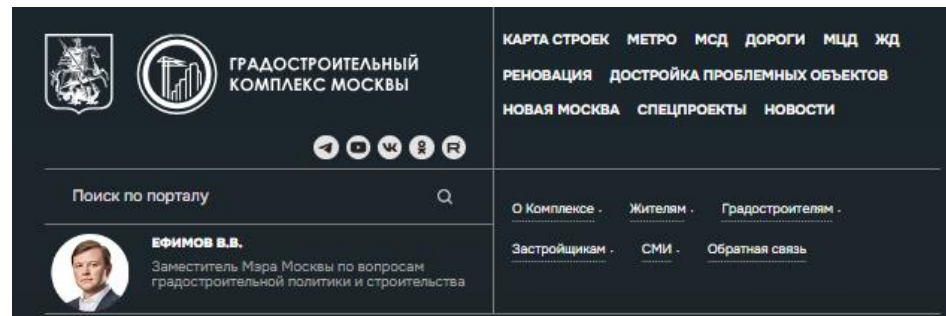 ГРАДОСТРОИТЕЛЬНЫЙ
КОМПЛЕКС МОСКВЫ
КАРТА СТРОЕК МЕТРО МСД ДОРОГИ МЦД ЖД
РЕНОВАЦИЯ ДОСТРОЙКА ПРОБЛЕМНЫХ ОБЪЕКТОВ
НОВАЯ МОСКВА СПЕЦПРОЕКТЫ НОВОСТИ
Поиск по порталу
ЕФИМОВ В.В.
Заместитель Мэра Москвы по вопросам
градостроительной политики и строительства
О Комплексе Жителям Градостроителям
Застройщикам СМИ Обратная связь